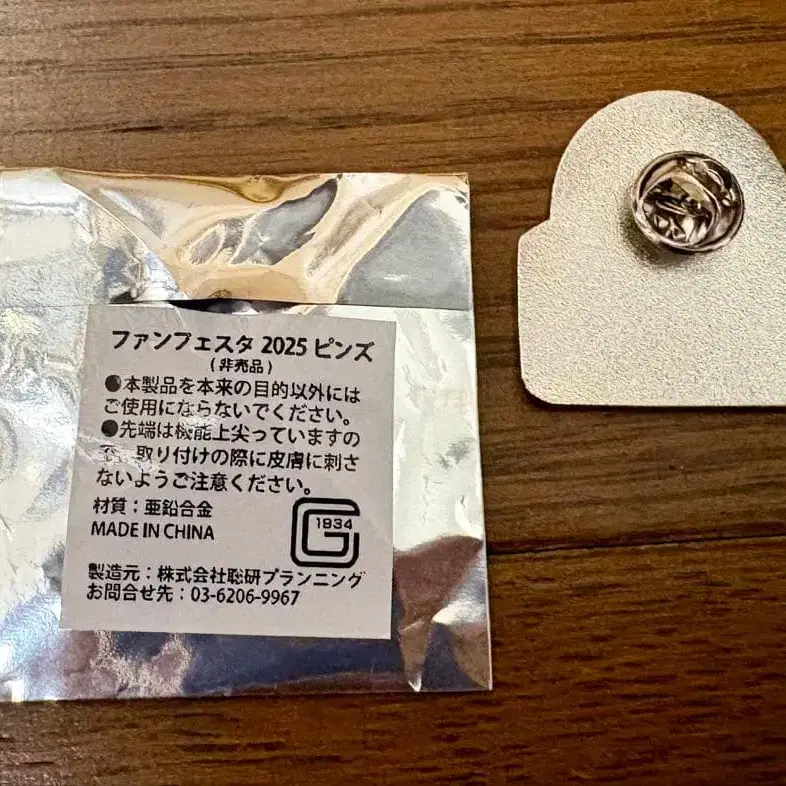 ファンフェスタ 2025 ピンズ
(非売品)
●本製品を本来の目的以外には
ご使用にならないでください。
●先端は機能上尖っていますの
で、取り付けの際に皮膚に刺さ
ないようご注意ください。
材質：亜鉛合金
MADE IN CHINA
G 1934
製造元：株式会社聡研プランニング
お問合せ先：03-6206-9967